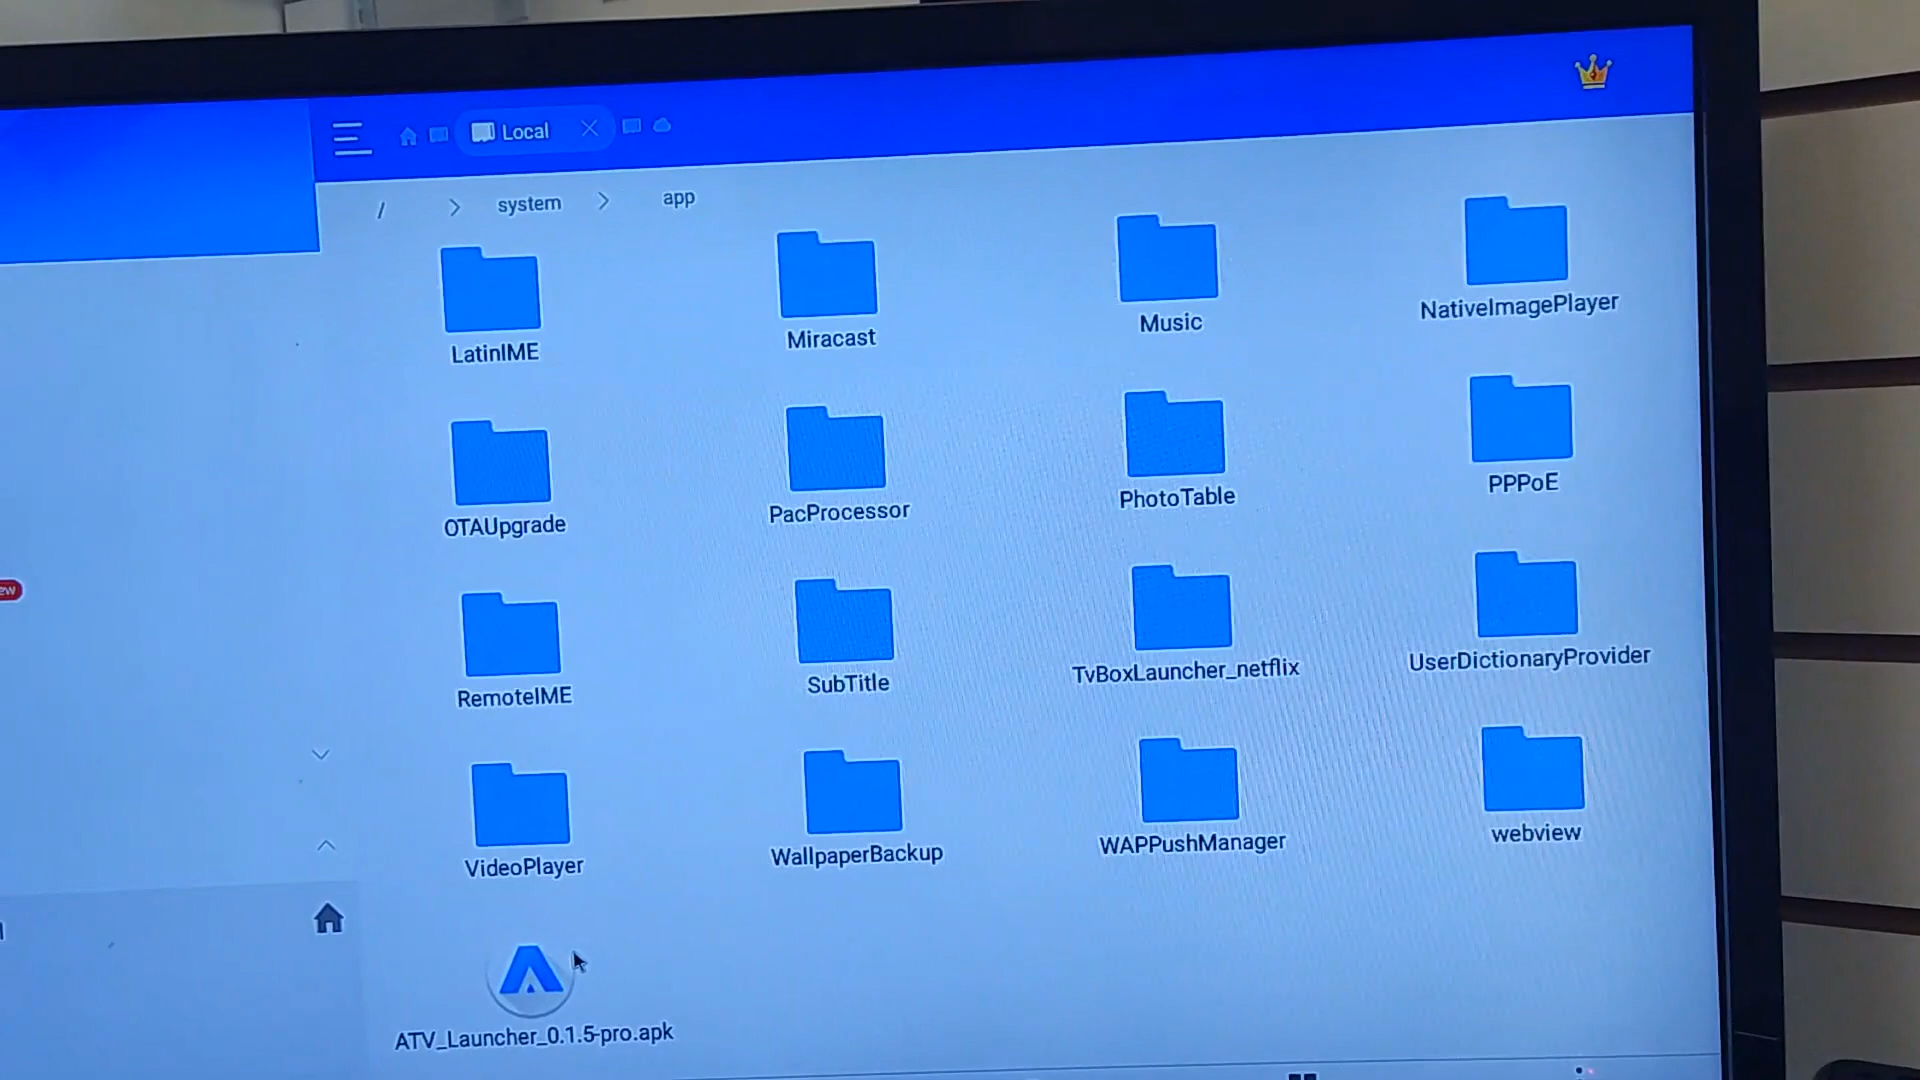 Local
/ > system > app
LatinIME
Miracast
Music
NativeImagePlayer
OTAUpgrade
PacProcessor
PhotoTable
PPPoE
RemoteIME
SubTitle
TvBoxLauncher_netflix
UserDictionaryProvider
VideoPlayer
WallpaperBackup
WAPPushManager
webview
ATV_Launcher_0.1.5-pro.apk